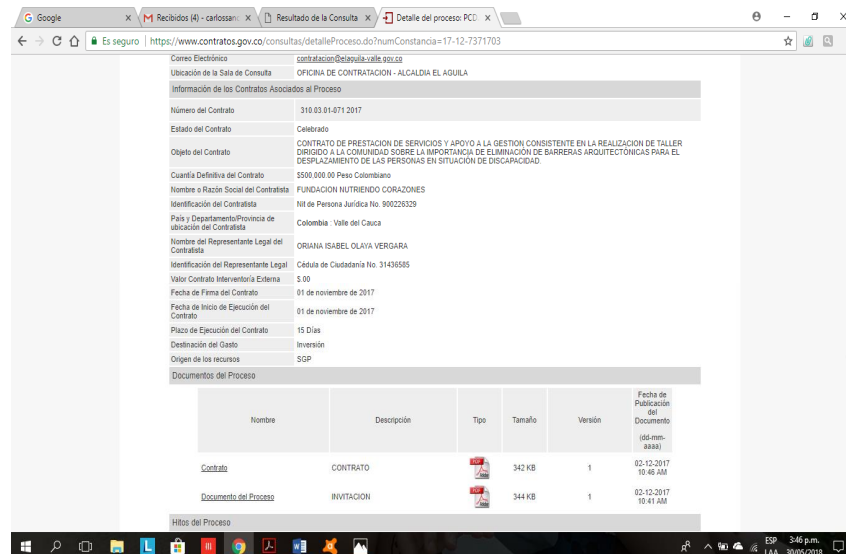 Google
Recibidos (4) - carlossanc
Resultado de la Consulta
Detalle del proceso: PCD
Es seguro | https://www.contratos.gov.co/consultas/detalleProceso.do?numConstancia=17-12-7371703
Correo Electrónico contratacion@elaguila-valle.gov.co
Ubicación de la Sala de Consulta OFICINA DE CONTRATACION - ALCALDIA EL AGUILA
Información de los Contratos Asociados al Proceso
Número del Contrato 310.03.01-071 2017
Estado del Contrato Celebrado
Objeto del Contrato CONTRATO DE PRESTACION DE SERVICIOS Y APOYO A LA GESTION CONSISTENTE EN LA REALIZACION DE TALLER
DIRIGIDO A LA COMUNIDAD SOBRE LA IMPORTANCIA DE ELIMINACIÓN DE BARRERAS ARQUITECTÓNICAS PARA EL
DESPLAZAMIENTO DE LAS PERSONAS EN SITUACIÓN DE DISCAPACIDAD.
Cuantía Definitiva del Contrato $500,000.00 Peso Colombiano
Nombre o Razón Social del Contratista FUNDACION NUTRIENDO CORAZONES
Identificación del Contratista Nit de Persona Jurídica No. 900226329
País y Departamento/Provincia de
ubicación del Contratista Colombia : Valle del Cauca
Nombre del Representante Legal del
Contratista ORIANA ISABEL OLAYA VERGARA
Identificación del Representante Legal Cédula de Ciudadanía No. 31436585
Valor Contrato Interventoría Externa $.00
Fecha de Firma del Contrato 01 de noviembre de 2017
Fecha de Inicio de Ejecución del
Contrato 01 de noviembre de 2017
Plazo de Ejecución del Contrato 15 Días
Destinación del Gasto Inversión
Origen de los recursos SGP
Documentos del Proceso
Nombre Descripción Tipo Tamaño Versión Fecha de
Publicación
del
Documento
(dd-mm-
aaaa)
Contrato CONTRATO PDF 342 KB 1 02-12-2017
10:46 AM
Documento del Proceso INVITACION PDF 344 KB 1 02-12-2017
10:41 AM
Hitos del Proceso
ESP 3:46 p.m.
LAA 30/05/2018